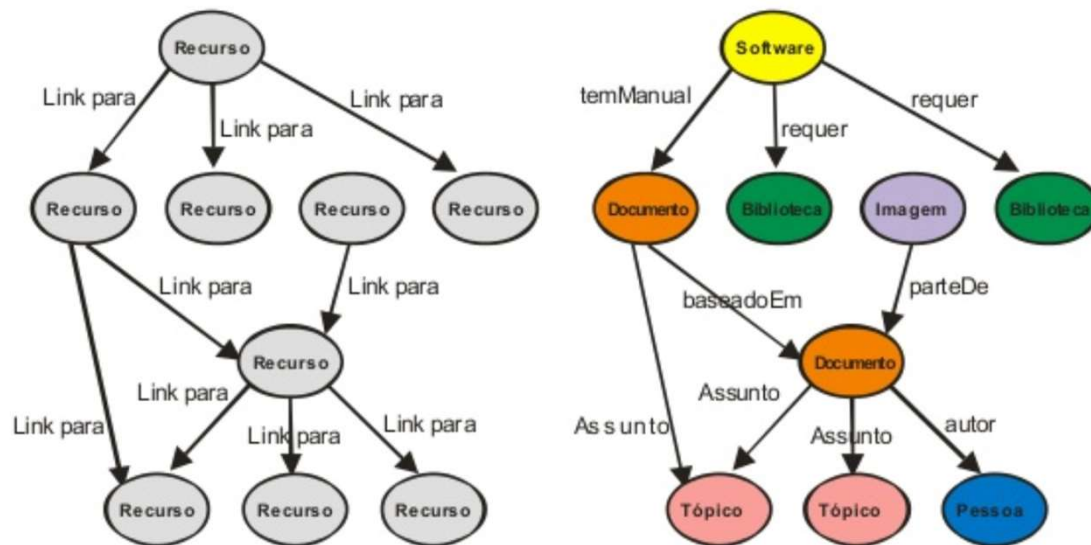 Recurso
Link para
Link para
Link para
Recurso
Recurso
Recurso
Recurso
Link para
Link para
Recurso
Link para
Link para
Link para
Link para
Recurso
Recurso
Recurso
Software
temManual
requer
requer
Documento
Biblioteca
Imagem
Biblioteca
baseadoEm
parteDe
Documento
Assunto
Assunto
Assunto
autor
Tópico
Tópico
Pessoa